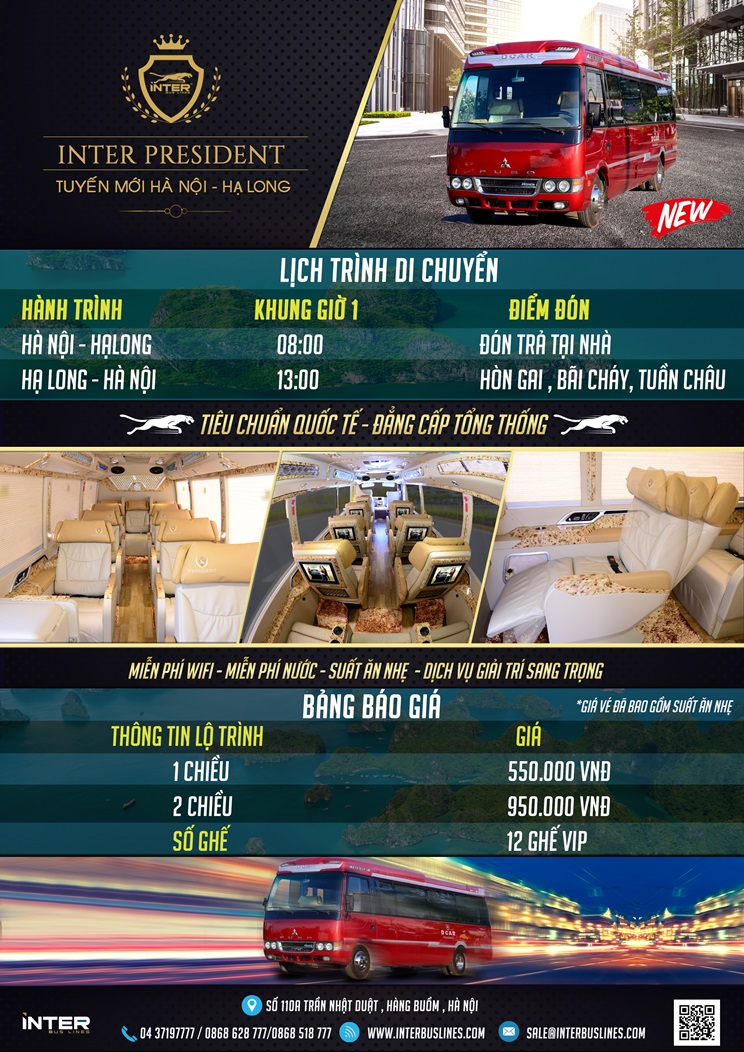 INTER
BUS LINES
INTER PRESIDENT
TUYẾN MỚI HÀ NỘI - HẠ LONG
DCAR
FUSO
NEW
LỊCH TRÌNH DI CHUYỂN
HÀNH TRÌNH KHUNG GIỜ 1 ĐIỂM ĐÓN
HÀ NỘI - HẠLONG 08:00 ĐÓN TRẢ TẠI NHÀ
HẠ LONG - HÀ NỘI 13:00 HÒN GAI , BÃI CHÁY, TUẦN CHÂU
TIÊU CHUẨN QUỐC TẾ - ĐẲNG CẤP TỔNG THỐNG
MIỄN PHÍ WIFI - MIỄN PHÍ NƯỚC - SUẤT ĂN NHẸ - DỊCH VỤ GIẢI TRÍ SANG TRỌNG
BẢNG BÁO GIÁ *GIÁ VÉ ĐÃ BAO GỒM SUẤT ĂN NHẸ
THÔNG TIN LỘ TRÌNH GIÁ
1 CHIỀU 550.000 VNĐ
2 CHIỀU 950.000 VNĐ
SỐ GHẾ 12 GHẾ VIP
DCAR
SỐ 110A TRẦN NHẬT DUẬT , HÀNG BUỒM , HÀ NỘI
INTER
BUS LINES
04 37197777 / 0868 628 777/0868 518 777 WWW.INTERBUSLINES.COM SALE@INTERBUSLINES.COM